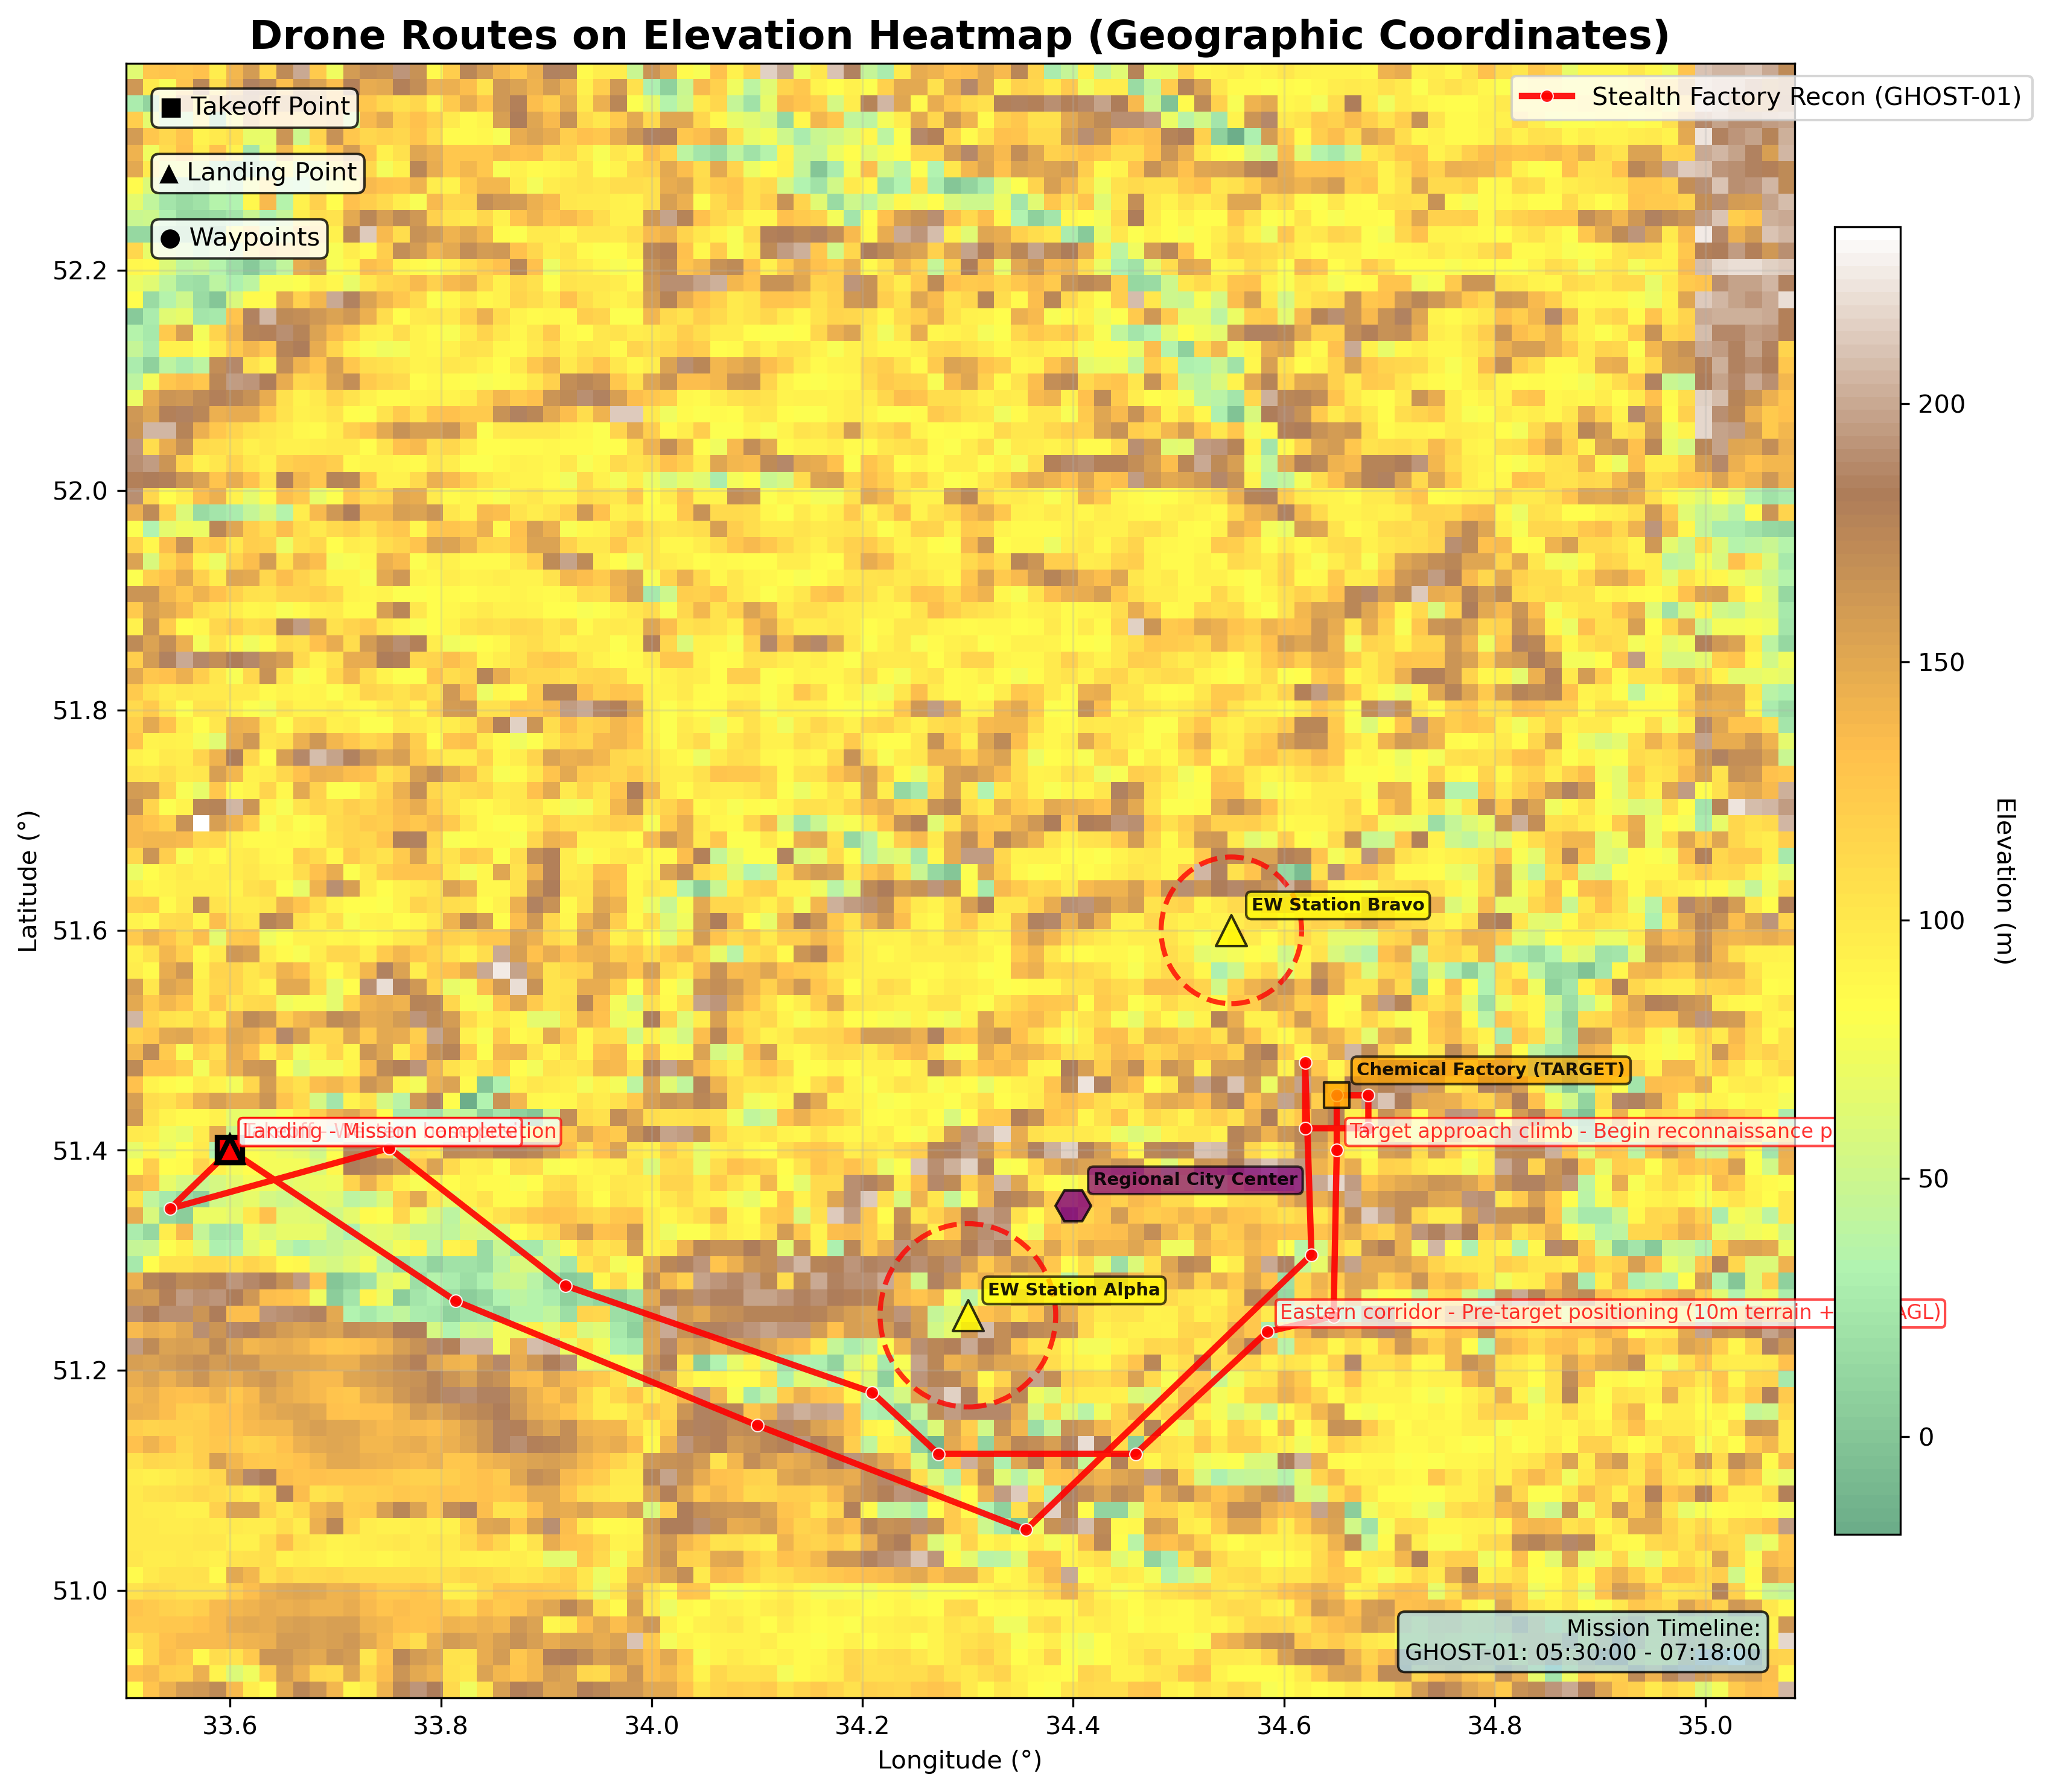 Drone Routes on Elevation Heatmap (Geographic Coordinates)
■ Takeoff Point
▲ Landing Point
● Waypoints
Stealth Factory Recon (GHOST-01)
52.2
52.0
51.8
51.6
51.4
51.2
51.0
Latitude (°)
EW Station Bravo
Chemical Factory (TARGET)
Landing - Mission completion
Target approach climb - Begin reconnaissance p
Regional City Center
EW Station Alpha
Eastern corridor - Pre-target positioning (10m terrain + AGL)
Mission Timeline:
GHOST-01: 05:30:00 - 07:18:00
33.6
33.8
34.0
34.2
34.4
34.6
34.8
35.0
Longitude (°)
200
150
100
50
0
Elevation (m)